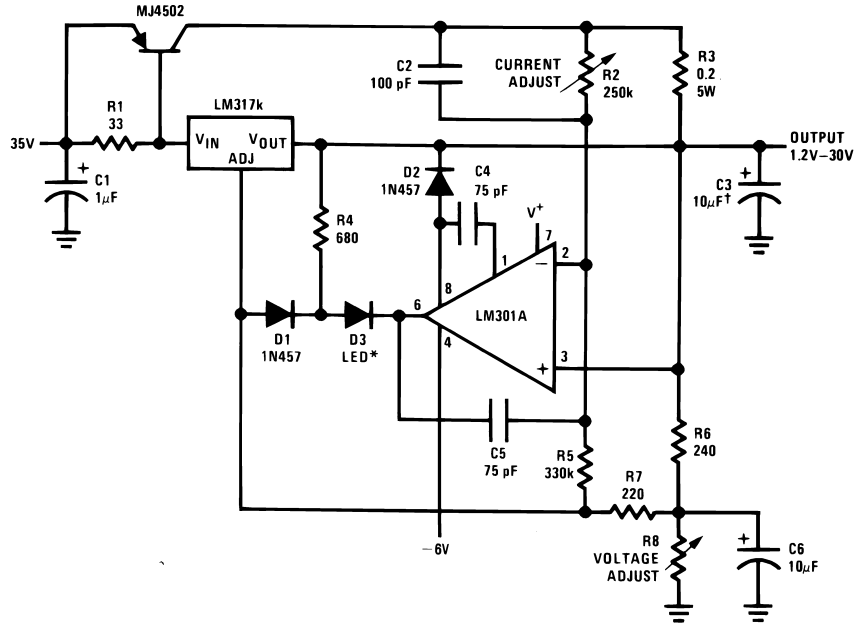 MJ4502
C2
100 pF
CURRENT
ADJUST
R2
250k
R3
0.2
5W
R1
33
LM317k
35V
VIN
VOUT
ADJ
OUTPUT
1.2V–30V
+
C1
1μF
D2
1N457
C4
75 pF
+
C3
10μF†
R4
680
V+
7
2
1
–
8
6
LM301A
4
3
+
D1
1N457
D3
LED*
C5
75 pF
R5
330k
R6
240
R7
220
–6V
R8
VOLTAGE
ADJUST
+
C6
10μF